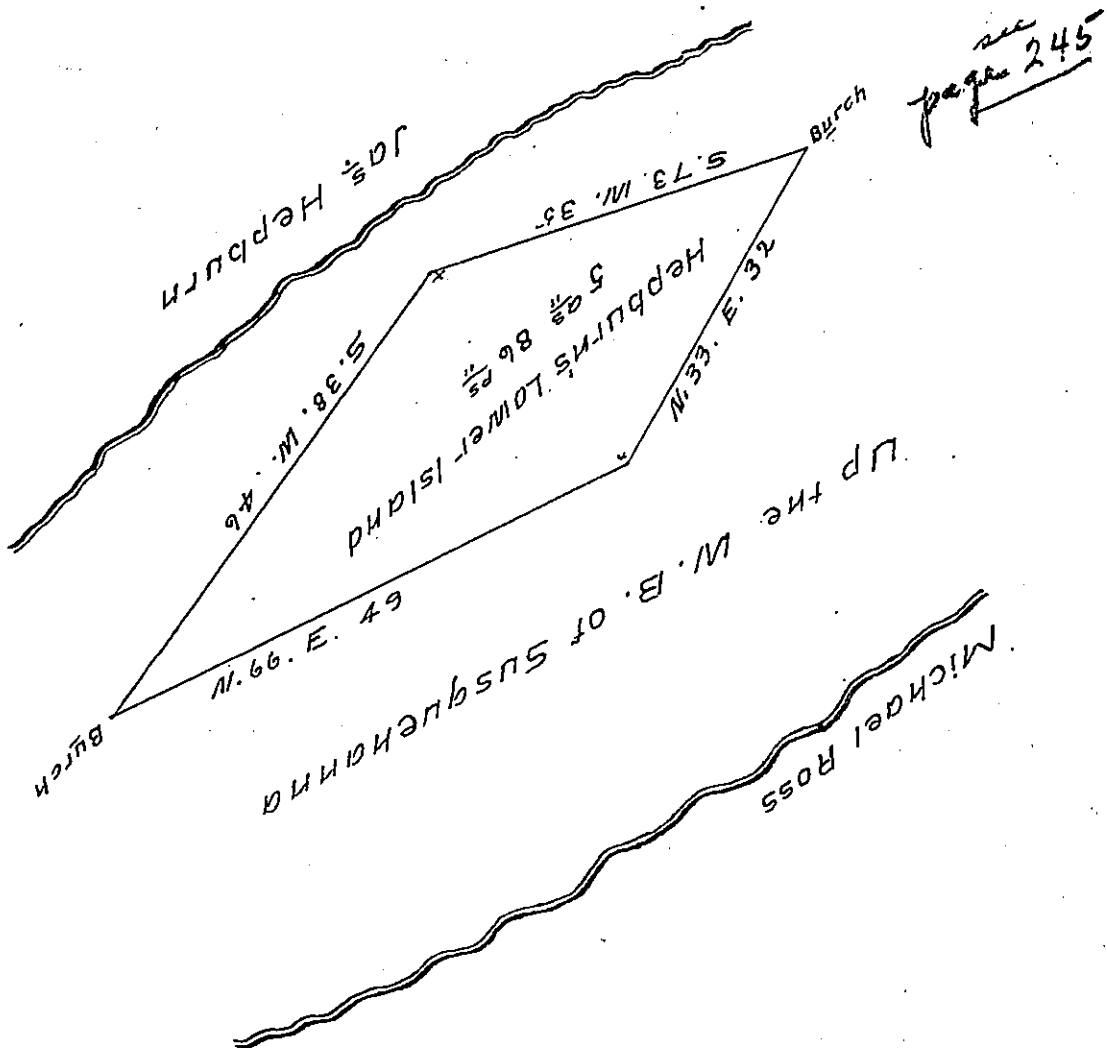 see
page 245
Jas Hepburn
Burch
S. 73. W. 35
S. 38. W. 46
N. 33. E. 32
N. 66. E. 49
Hepburn's Lower Island
5 as 86 ps
Burch
Up the W. B. of Susquehanna
Michael Ross